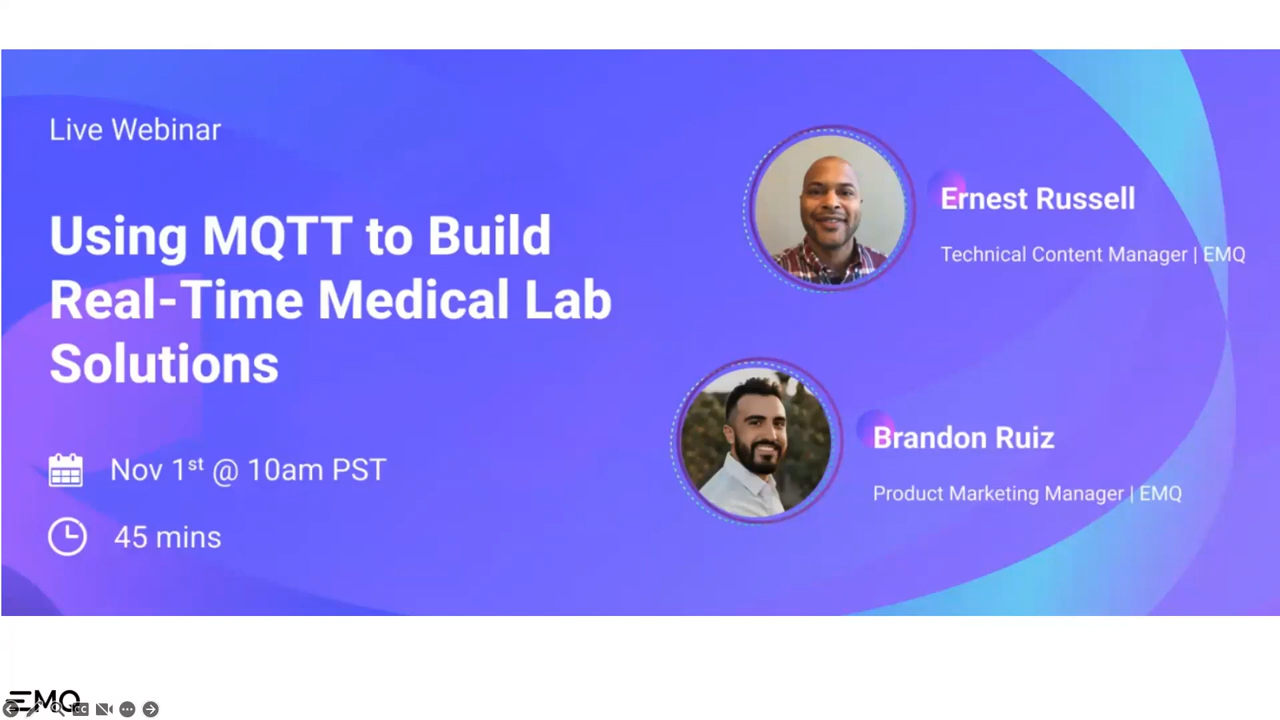 Live Webinar
Using MQTT to Build
Real-Time Medical Lab
Solutions
Nov 1st @ 10am PST
45 mins
Ernest Russell
Technical Content Manager | EMQ
Brandon Ruiz
Product Marketing Manager | EMQ
EMQ